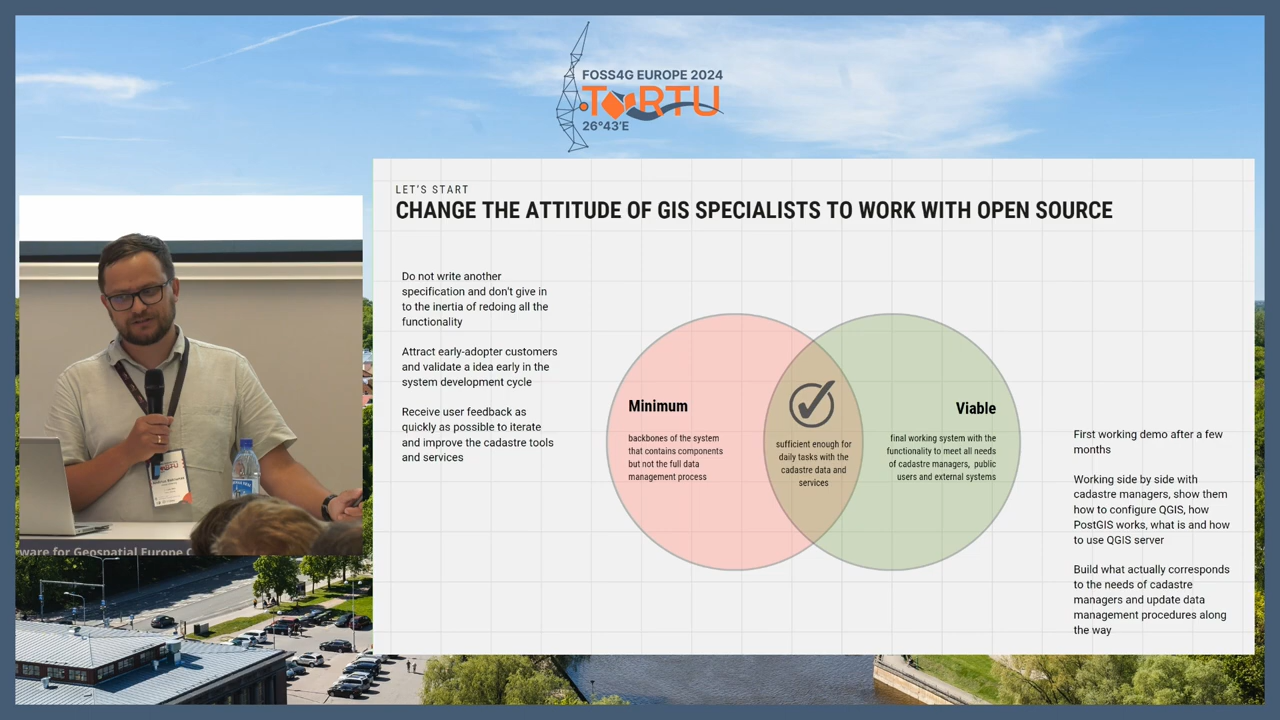 FOSS4G EUROPE 2024
TARTU
26°43'E
LET'S START
CHANGE THE ATTITUDE OF GIS SPECIALISTS TO WORK WITH OPEN SOURCE
Do not write another
specification and don't give in
to the inertia of redoing all the
functionality
Attract early-adopter customers
and validate a idea early in the
system development cycle
Receive user feedback as
quickly as possible to iterate
and improve the cadastre tools
and services
Minimum
backbones of the system
that contains components
but not the full data
management process
sufficient enough for
daily tasks with the
cadastre data and
services
Viable
final working system with the
functionality to meet all needs
of cadastre managers, public
users and external systems
First working demo after a few
months
Working side by side with
cadastre managers, show them
how to configure QGIS, how
PostGIS works, what is and how
to use QGIS server
Build what actually corresponds
to the needs of cadastre
managers and update data
management procedures along
the way
ware for Geospatial Europe C